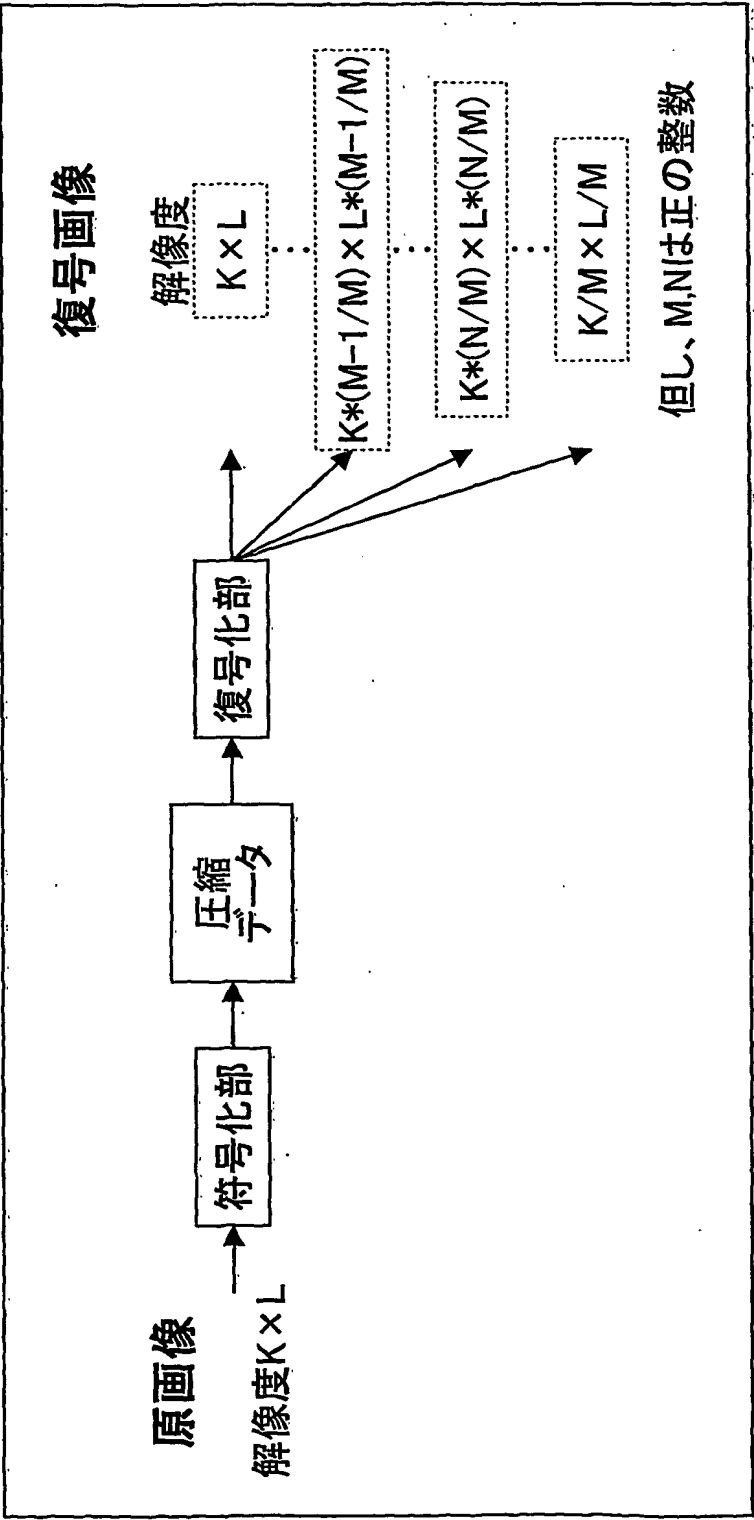 原画像
解像度K×L
符号化部
圧縮
データ
復号化部
復号画像
解像度
K×L
K*(M-1/M)×L*(M-1/M)
K*(N/M)×L*(N/M)
K/M×L/M
但し、M,Nは正の整数